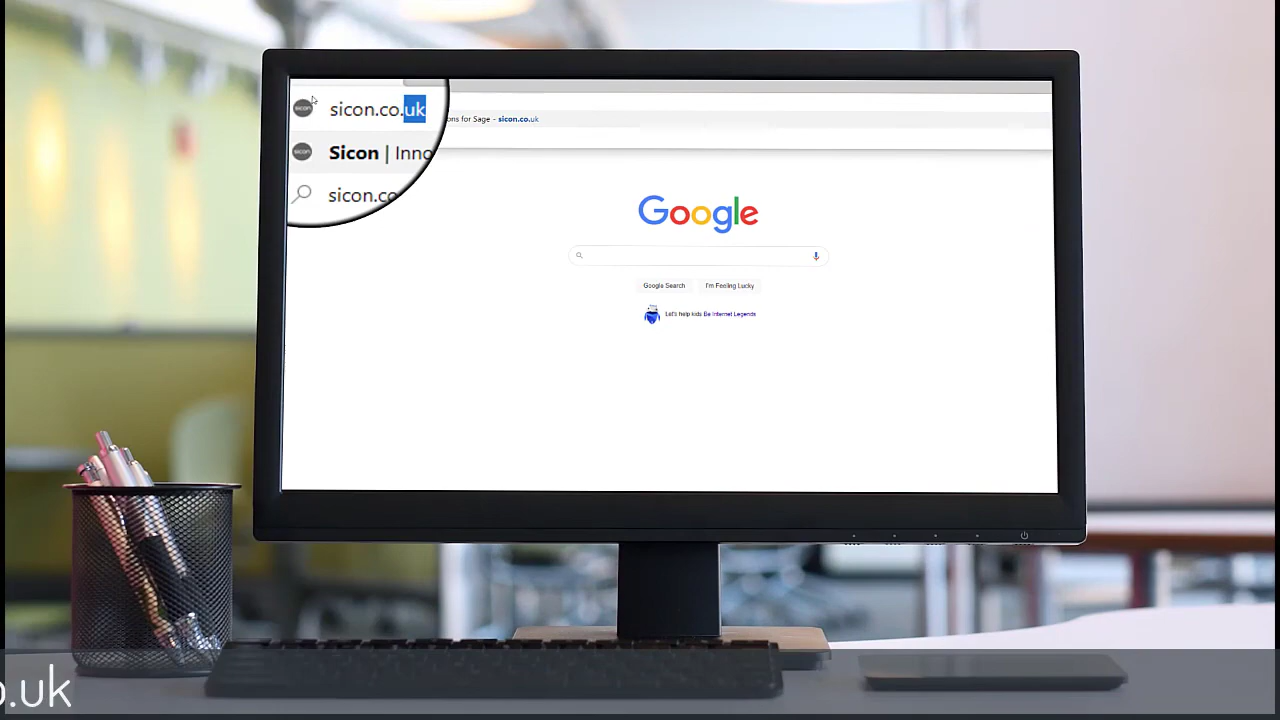 sicon.co.uk
ons for Sage - sicon.co.uk
Sicon | Inno
sicon.co
Google
Google Search I'm Feeling Lucky
Let's help kids Be Internet Legends
o.uk